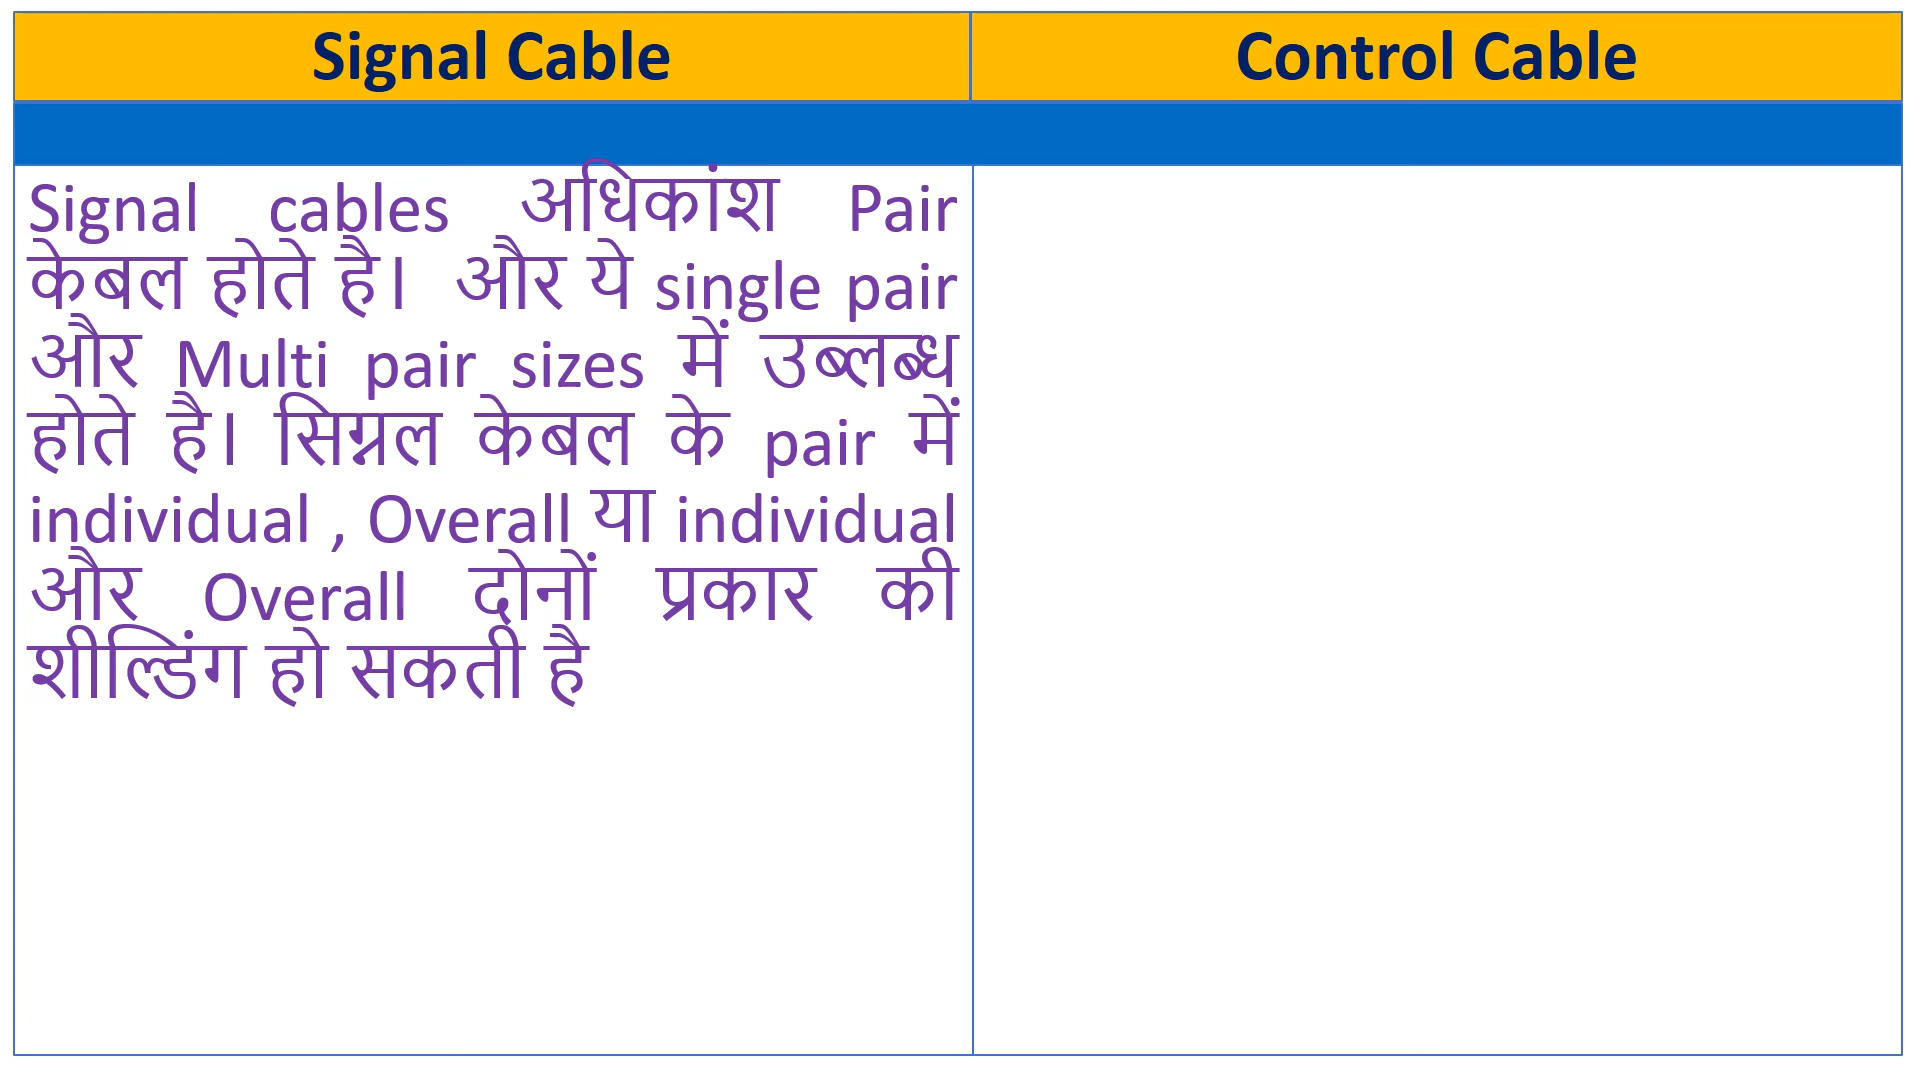 Signal Cable
Control Cable
Signal cables अधिकांश Pair
केबल होते है। और ये single pair
और Multi pair sizes में उब्लब्ध
होते है। सिग्नल केबल के pair में
individual , Overall या individual
और Overall दोनों प्रकार की
शील्डिंग हो सकती है